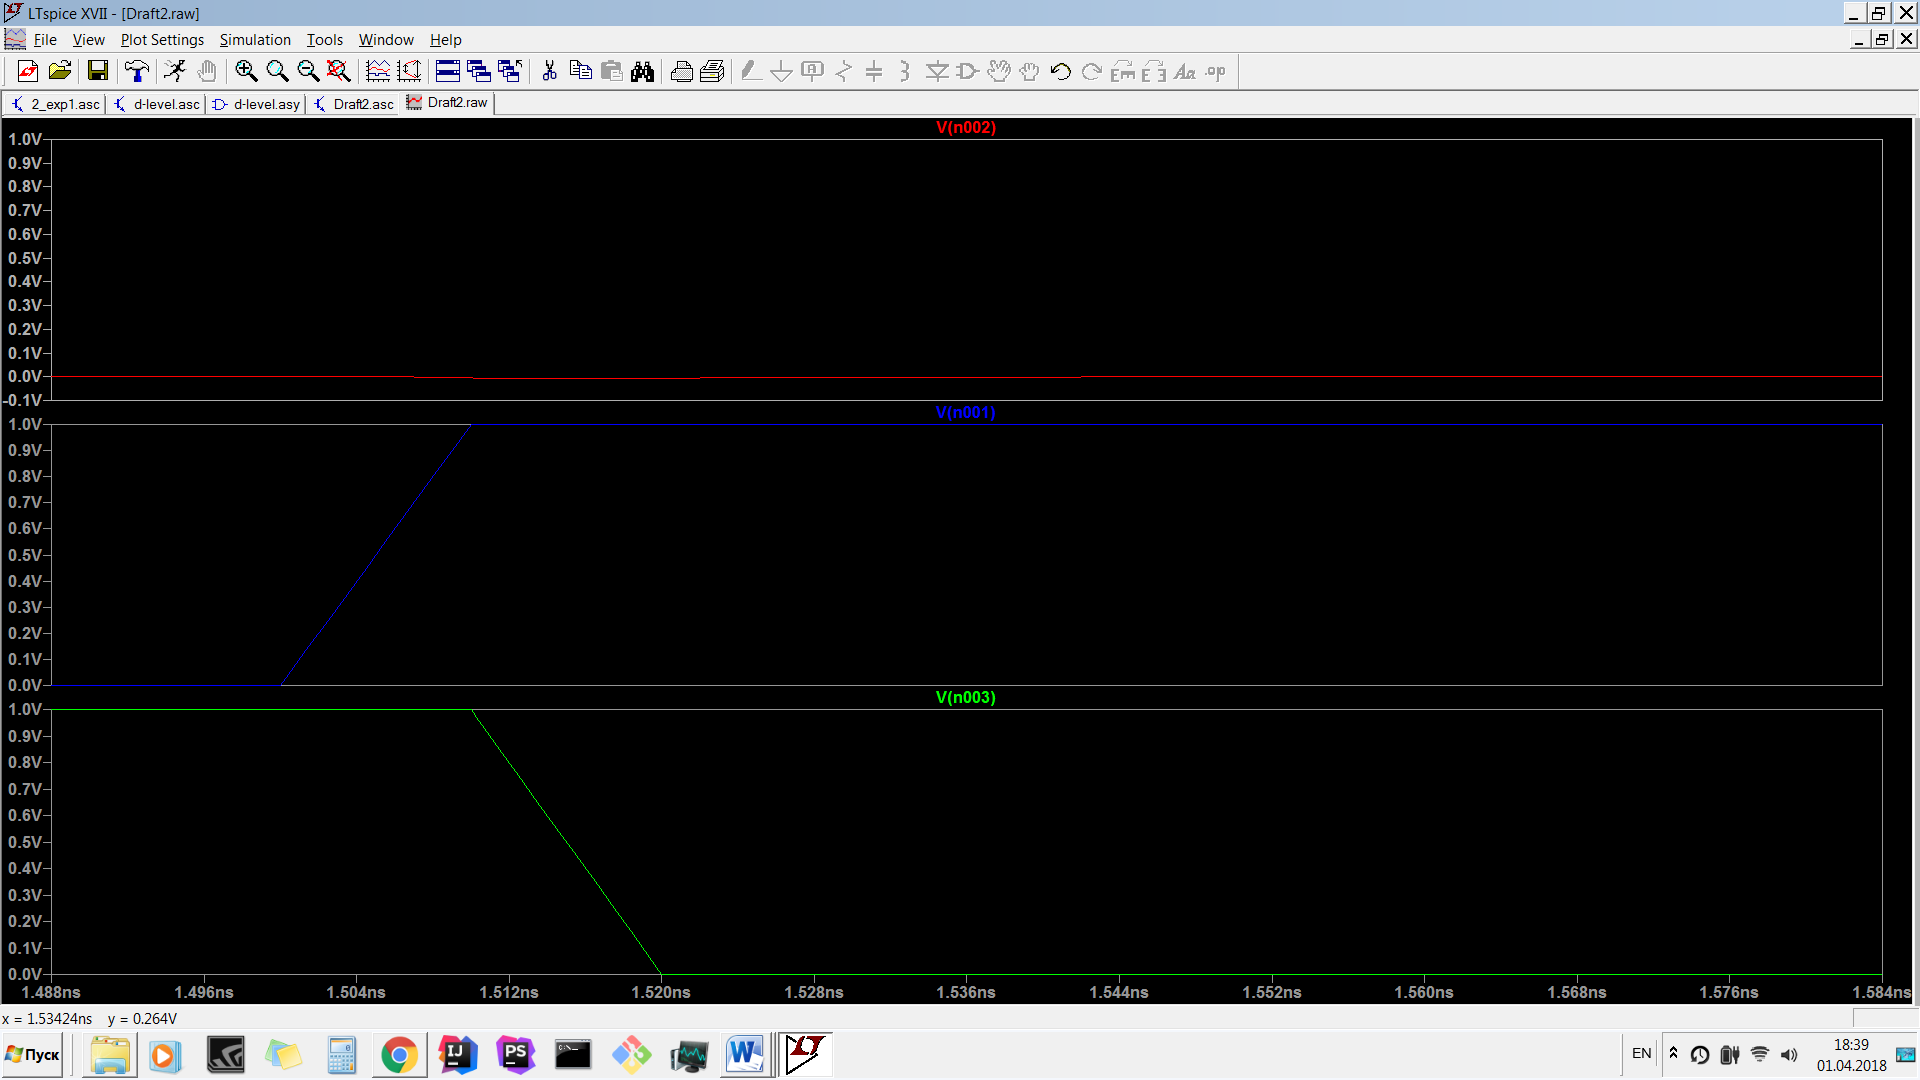 LTspice XVII - [Draft2.raw]
File View Plot Settings Simulation Tools Window Help
2_exp1.asc d-level.asc d-level.asy Draft2.asc Draft2.raw
V(n002)
1.0V
0.9V
0.8V
0.7V
0.6V
0.5V
0.4V
0.3V
0.2V
0.1V
0.0V
-0.1V
V(n001)
1.0V
0.9V
0.8V
0.7V
0.6V
0.5V
0.4V
0.3V
0.2V
0.1V
0.0V
V(n003)
1.0V
0.9V
0.8V
0.7V
0.6V
0.5V
0.4V
0.3V
0.2V
0.1V
0.0V
1.488ns 1.496ns 1.504ns 1.512ns 1.520ns 1.528ns 1.536ns 1.544ns 1.552ns 1.560ns 1.568ns 1.576ns 1.584ns
x = 1.53424ns y = 0.264V
Пуск
EN
18:39
01.04.2018